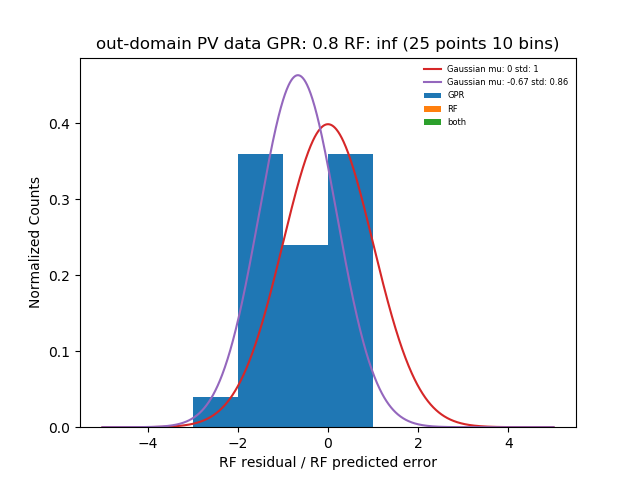 out-domain PV data GPR: 0.8 RF: inf (25 points 10 bins)
Gaussian mu: 0 std: 1
Gaussian mu: -0.67 std: 0.86
GPR
RF
both
Normalized Counts
0.4
0.3
0.2
0.1
0.0
−4 −2 0 2 4
RF residual / RF predicted error